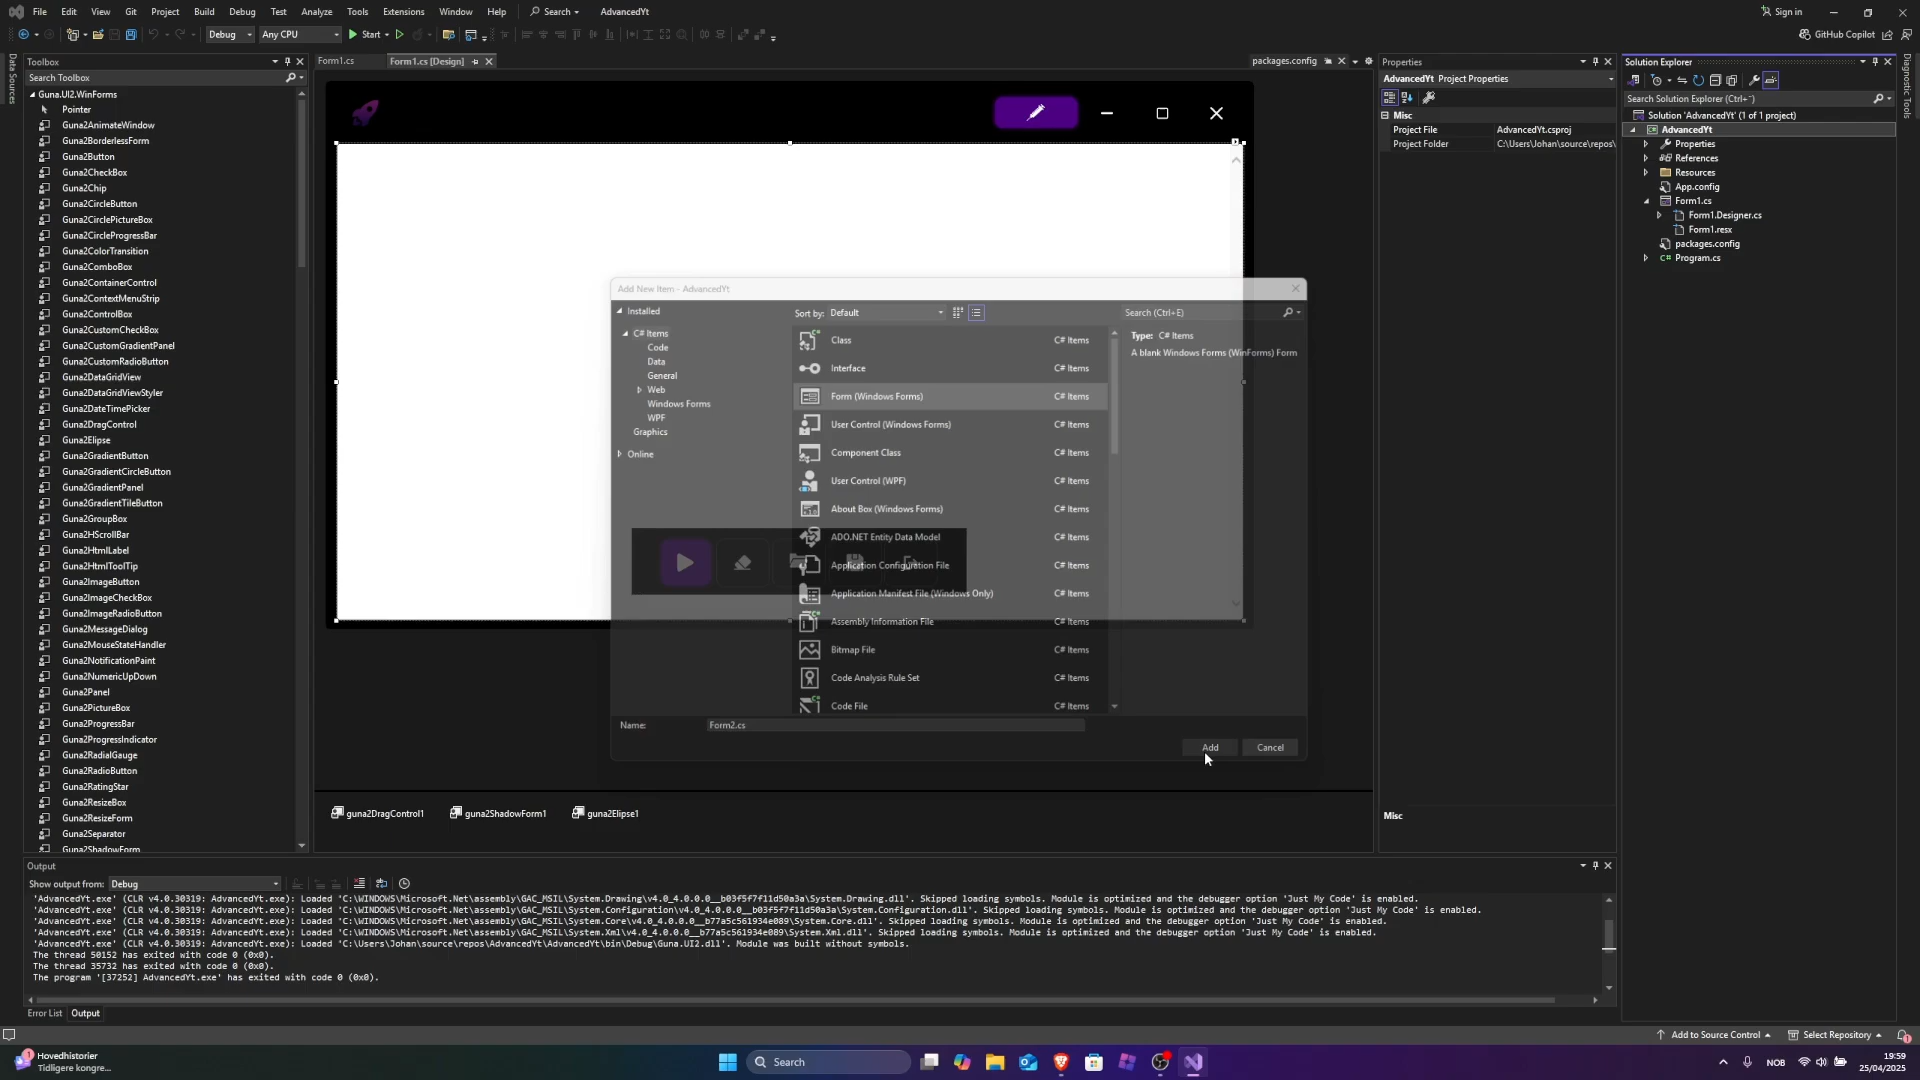 File Edit View Git Project Build Debug Test Analyze Tools Extensions Window Help Search AdvancedYt Sign in
Debug Any CPU Start GitHub Copilot
Data Sources
Toolbox
Search Toolbox
Guna.UI2.WinForms
Pointer
Guna2AnimateWindow
Guna2BorderlessForm
Guna2Button
Guna2CheckBox
Guna2Chip
Guna2CircleButton
Guna2CirclePictureBox
Guna2CircleProgressBar
Guna2ColorTransition
Guna2ComboBox
Guna2ContainerControl
Guna2ContextMenuStrip
Guna2ControlBox
Guna2CustomCheckBox
Guna2CustomGradientPanel
Guna2CustomRadioButton
Guna2DataGridView
Guna2DataGridViewStyler
Guna2DateTimePicker
Guna2DragControl
Guna2Elipse
Guna2GradientButton
Guna2GradientCircleButton
Guna2GradientPanel
Guna2GradientTileButton
Guna2GroupBox
Guna2HScrollBar
Guna2HtmlLabel
Guna2HtmlToolTip
Guna2ImageButton
Guna2ImageCheckBox
Guna2ImageRadioButton
Guna2MessageDialog
Guna2MouseStateHandler
Guna2NotificationPaint
Guna2NumericUpDown
Guna2Panel
Guna2PictureBox
Guna2ProgressBar
Guna2ProgressIndicator
Guna2RadialGauge
Guna2RadioButton
Guna2RatingStar
Guna2ResizeBox
Guna2ResizeForm
Guna2Separator
Guna2ShadowForm
Form1.cs Form1.cs [Design] packages.config
Add New Item - AdvancedYt
Installed
C# Items
Code
Data
General
Web
Windows Forms
WPF
Graphics
Online
Sort by: Default
Search (Ctrl+E)
Class C# Items
Interface C# Items
Form (Windows Forms) C# Items
User Control (Windows Forms) C# Items
Component Class C# Items
User Control (WPF) C# Items
About Box (Windows Forms) C# Items
ADO.NET Entity Data Model C# Items
Application Configuration File C# Items
Application Manifest File (Windows Only) C# Items
Assembly Information File C# Items
Bitmap File C# Items
Code Analysis Rule Set C# Items
Code File C# Items
Type: C# Items
A blank Windows Forms (WinForms) Form
Name: Form2.cs
Add Cancel
guna2DragControl1 guna2ShadowForm1 guna2Elipse1
Properties
AdvancedYt Project Properties
Misc
Project File AdvancedYt.csproj
Project Folder C:\Users\Johan\source\repos\
Misc
Solution Explorer
Search Solution Explorer (Ctrl+¨)
Solution 'AdvancedYt' (1 of 1 project)
AdvancedYt
Properties
References
Resources
App.config
Form1.cs
Form1.Designer.cs
Form1.resx
packages.config
Program.cs
Diagnostic Tools
Output
Show output from: Debug
'AdvancedYt.exe' (CLR v4.0.30319: AdvancedYt.exe): Loaded 'C:\WINDOWS\Microsoft.Net\assembly\GAC_MSIL\System.Drawing\v4.0_4.0.0.0__b03f5f7f11d50a3a\System.Drawing.dll'. Skipped loading symbols. Module is optimized and the debugger option 'Just My Code' is enabled.
'AdvancedYt.exe' (CLR v4.0.30319: AdvancedYt.exe): Loaded 'C:\WINDOWS\Microsoft.Net\assembly\GAC_MSIL\System.Configuration\v4.0_4.0.0.0__b03f5f7f11d50a3a\System.Configuration.dll'. Skipped loading symbols. Module is optimized and the debugger option 'Just My Code' is enabled.
'AdvancedYt.exe' (CLR v4.0.30319: AdvancedYt.exe): Loaded 'C:\WINDOWS\Microsoft.Net\assembly\GAC_MSIL\System.Core\v4.0_4.0.0.0__b77a5c561934e089\System.Core.dll'. Skipped loading symbols. Module is optimized and the debugger option 'Just My Code' is enabled.
'AdvancedYt.exe' (CLR v4.0.30319: AdvancedYt.exe): Loaded 'C:\WINDOWS\Microsoft.Net\assembly\GAC_MSIL\System.Xml\v4.0_4.0.0.0__b77a5c561934e089\System.Xml.dll'. Skipped loading symbols. Module is optimized and the debugger option 'Just My Code' is enabled.
'AdvancedYt.exe' (CLR v4.0.30319: AdvancedYt.exe): Loaded 'C:\Users\Johan\source\repos\AdvancedYt\AdvancedYt\bin\Debug\Guna.UI2.dll'. Module was built without symbols.
The thread 50152 has exited with code 0 (0x0).
The thread 35732 has exited with code 0 (0x0).
The program '[37252] AdvancedYt.exe' has exited with code 0 (0x0).
Error List Output
Add to Source Control Select Repository 1
1 Hovedhistorier
Tidligere kongre...
Search
NOB
19:59
25/04/2025